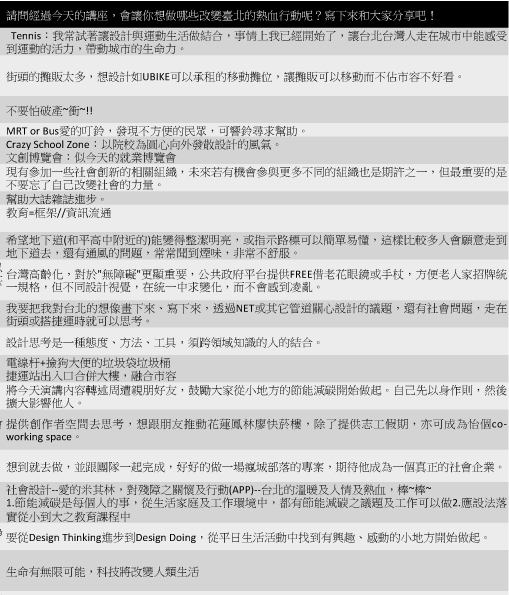 請問經過今天的講座，會讓你想做哪些改變臺北的熱血行動呢？寫下來和大家分享吧！
Tennis：我常試著讓設計與運動生活做結合，事情上我已經開始了，讓台北台灣人走在城市中能感受
到運動的活力，帶動城市的生命力。
街頭的攤販太多，想設計如UBIKE可以承租的移動攤位，讓攤販可以移動而不佔市容不好看。
不要怕破產~衝~!!
MRT or Bus愛的叮鈴，發現不方便的民眾，可響鈴尋求幫助。
Crazy School Zone：以院校為圓心向外發散設計的風氣。
文創博覽會：似今天的就業博覽會
現有參加一些社會創新的相關組織，未來若有機會參與更多不同的組織也是期許之一，但最重要的是
不要忘了自己改變社會的力量。
幫助大誌雜誌進步。
教育=框架//資訊流通
希望地下道(和平高中附近的)能變得整潔明亮，或指示路標可以簡單易懂，這樣比較多人會願意走到
地下道去，還有通風的問題，常常聞到煙味，非常不舒服。
台灣高齡化，對於"無障礙"更顯重要，公共政府平台提供FREE借老花眼鏡或手杖，方便老人家招牌統
一規格，但不同設計視覺，在統一中求變化，而不會感到凌亂。
我要把我對台北的想像畫下來、寫下來，透過NET或其它管道關心設計的議題，還有社會問題，走在
街頭或搭捷運時就可以思考。
設計思考是一種態度、方法、工具，須跨領域知識的人的結合。
電線杆+撿狗大便的垃圾袋垃圾桶
捷運站出入口合併大樓，融合市容
將今天演講內容轉述周遭親朋好友，鼓勵大家從小地方的節能減碳開始做起。自己先以身作則，然後
擴大影響他人。
提供創作者空間去思考，想跟朋友推動花蓮鳳林廖快菸樓，除了提供志工假期，亦可成為怡個co-
working space。
想到就去做，並跟團隊一起完成，好好的做一場瘋城部落的專案，期待他成為一個真正的社會企業。
社會設計--愛的米其林，對殘障之關懷及行動(APP)--台北的溫暖及人情及熱血，棒~棒~
1.節能減碳是每個人的事，從生活家庭及工作環境中，都有節能減碳之議題及工作可以做2.應設法落
實從小到大之教育課程中
要從Design Thinking進步到Design Doing，從平日生活活動中找到有興趣、感動的小地方開始做起。
生命有無限可能，科技將改變人類生活